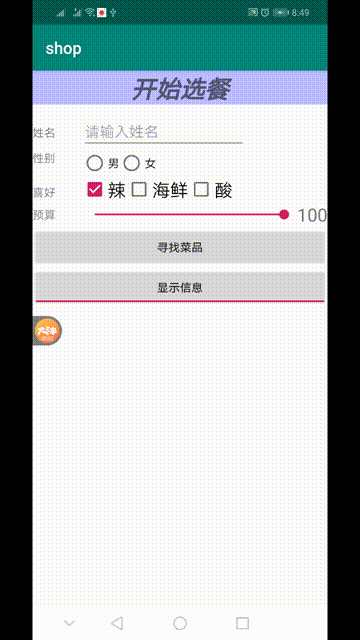 8:49
shop
开始选餐
姓名 请输入姓名
性别 男 女
喜好 辣 海鲜 酸
预算 100
寻找菜品
显示信息